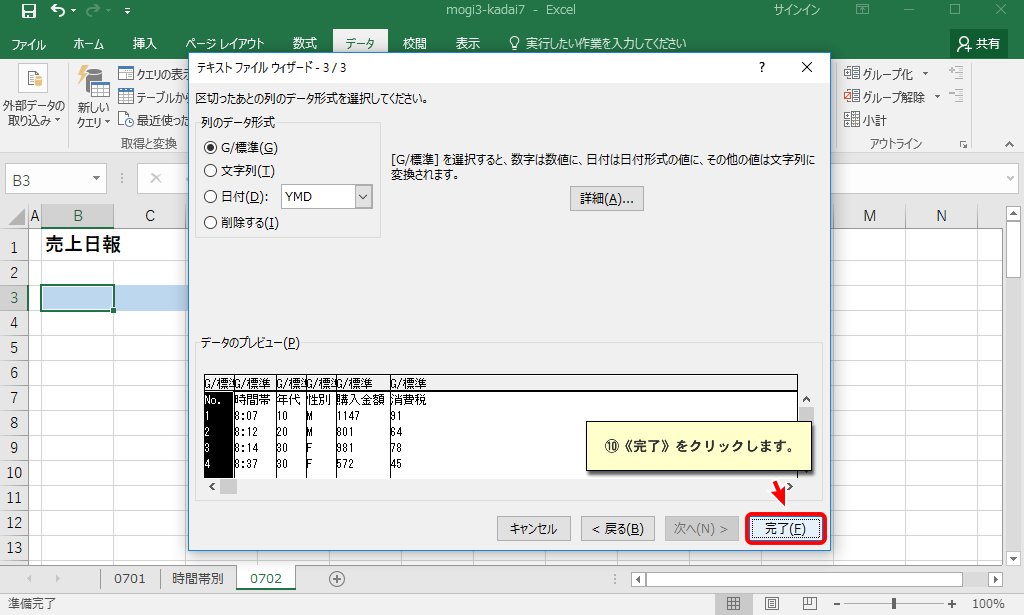 mogi3-kadai7 - Excel
サインイン
ファイル ホーム 挿入 ページ レイアウト 数式 データ 校閲 表示 実行したい作業を入力してください 共有
外部データの
取り込み
新しい
クエリ
クエリの表
テーブルか
最近使った
取得と変換
グループ化
グループ解除
小計
アウトライン
テキスト ファイル ウィザード - 3 / 3
?
区切ったあとの列のデータ形式を選択してください。
列のデータ形式
G/標準(G)
文字列(T)
日付(D): YMD
削除する(I)
[G/標準] を選択すると、数字は数値に、日付は日付形式の値に、その他の値は文字列に
変換されます。
詳細(A)...
データのプレビュー(P)
G/標準 G/標準 G/標準 G/標準 G/標準 G/標準
No. 時間帯 年代 性別 購入金額 消費税
1 8:07 10 M 1147 91
2 8:12 20 M 801 64
3 8:14 30 F 981 78
4 8:37 30 F 572 45
⑩《完了》をクリックします。
キャンセル
< 戻る(B)
次へ(N) >
完了(F)
B3
A B C M N
1 売上日報
2
3
4
5
6
7
8
9
10
11
12
13
0701 時間帯別 0702
準備完了
100%